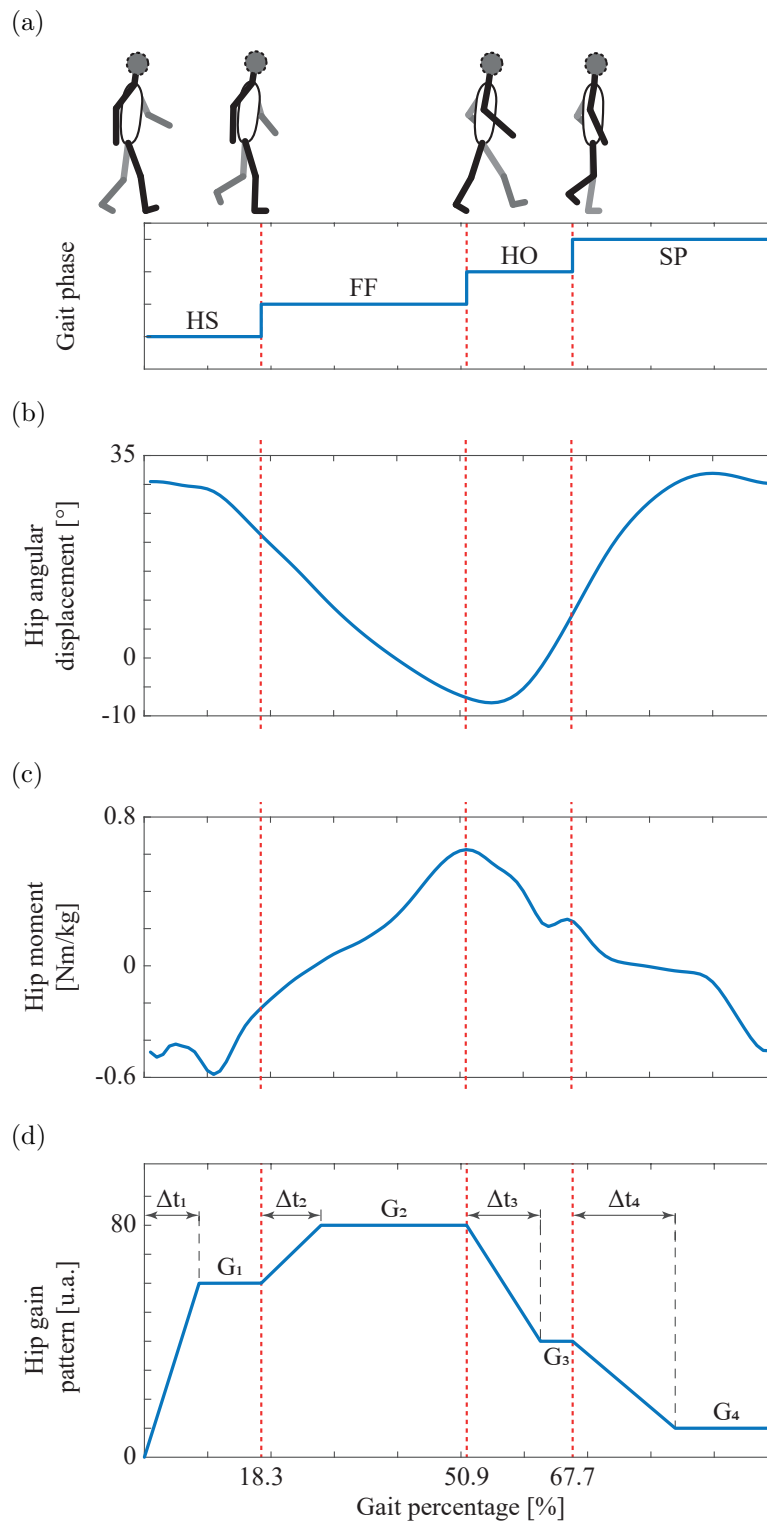 (a)
Gait phase
HS
FF
HO
SP
(b)
Hip angular
displacement [°]
35
0
-10
(c)
Hip moment
[Nm/kg]
0.8
0
-0.6
(d)
Hip gain
pattern [u.a.]
80
0
Δt₁
Δt₂
Δt₃
Δt₄
G₁
G₂
G₃
G₄
18.3
50.9
67.7
Gait percentage [%]